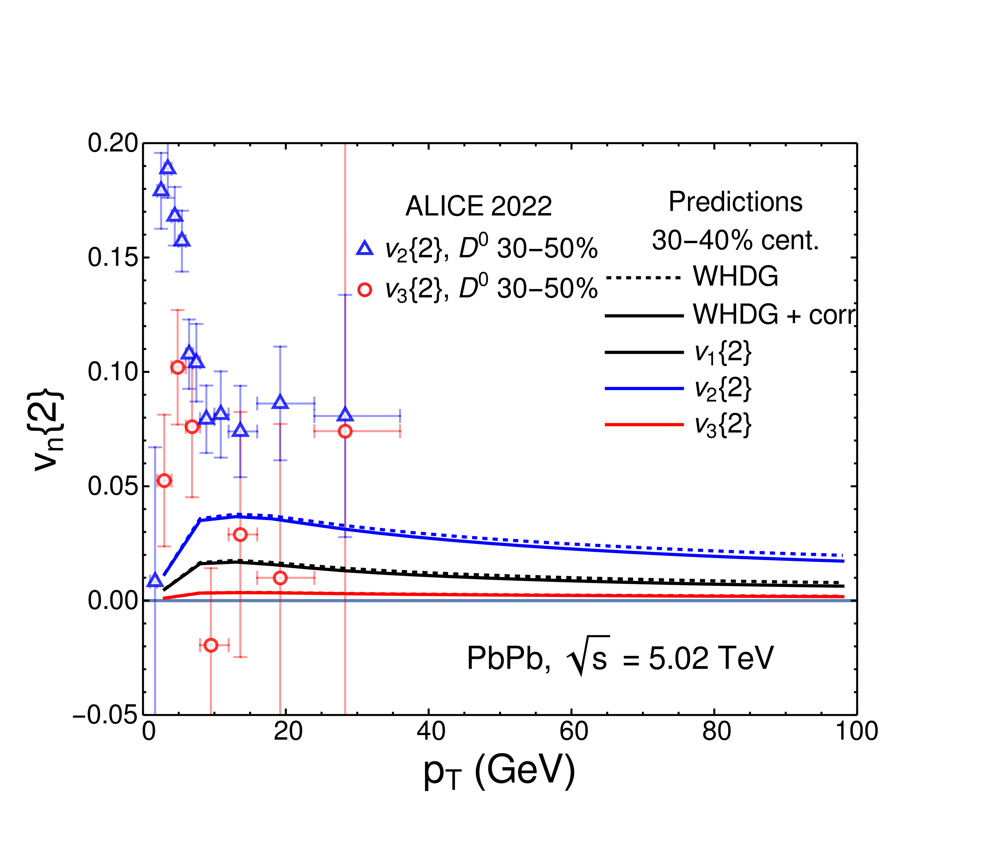 0.20
0.15
0.10
0.05
0.00
−0.05
v_n{2}
ALICE 2022
v_2{2}, D^0 30−50%
v_3{2}, D^0 30−50%
Predictions
30−40% cent.
WHDG
WHDG + corr
v_1{2}
v_2{2}
v_3{2}
PbPb, √s = 5.02 TeV
0 20 40 60 80 100
p_T (GeV)